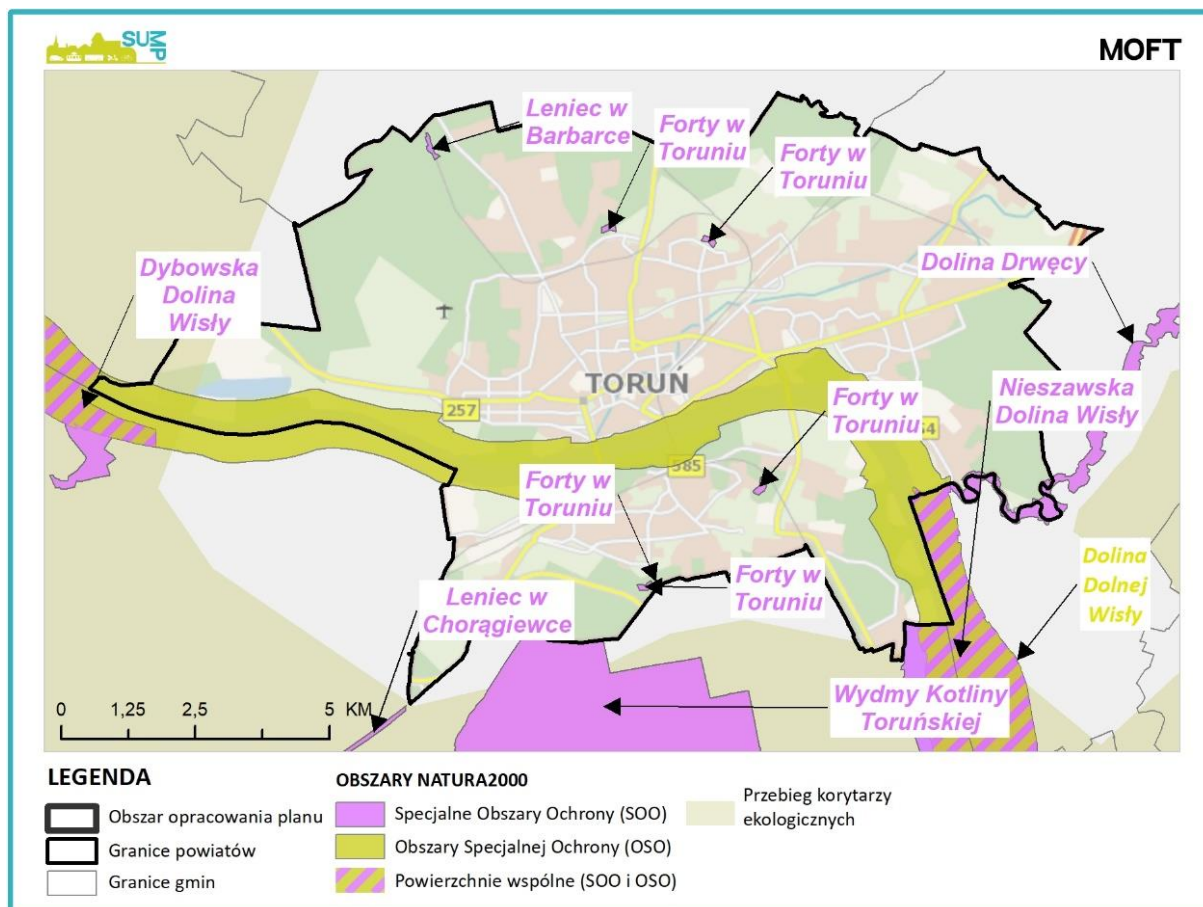 SUMP
MOFT
Leniec w
Barbarce
Forty w
Toruniu
Forty w
Toruniu
Dybowska
Dolina
Wisły
Dolina Drwęcy
TORUŃ
257
Forty w
Toruniu
Nieszawska
Dolina Wisły
585
Forty w
Toruniu
Leniec w
Chorągiewce
Forty w
Toruniu
Dolina
Dolnej
Wisły
Wydmy Kotliny
Toruńskiej
0 1,25 2,5 5 KM
LEGENDA
Obszar opracowania planu
Granice powiatów
Granice gmin
OBSZARY NATURA2000
Specjalne Obszary Ochrony (SOO)
Obszary Specjalnej Ochrony (OSO)
Powierzchnie wspólne (SOO i OSO)
Przebieg korytarzy
ekologicznych